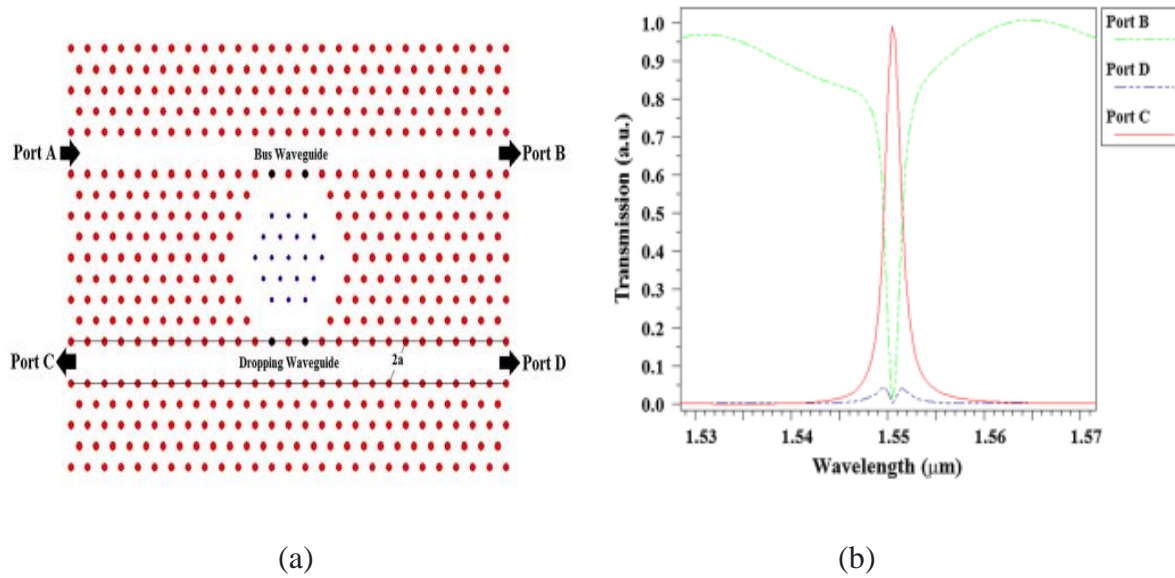 Port A
Bus Waveguide
Port B
Port C
Dropping Waveguide
2a
Port D
(a)
Transmission (a.u.)
1.0
0.9
0.8
0.7
0.6
0.5
0.4
0.3
0.2
0.1
0.0
1.53 1.54 1.55 1.56 1.57
Wavelength (μm)
Port B
Port D
Port C
(b)